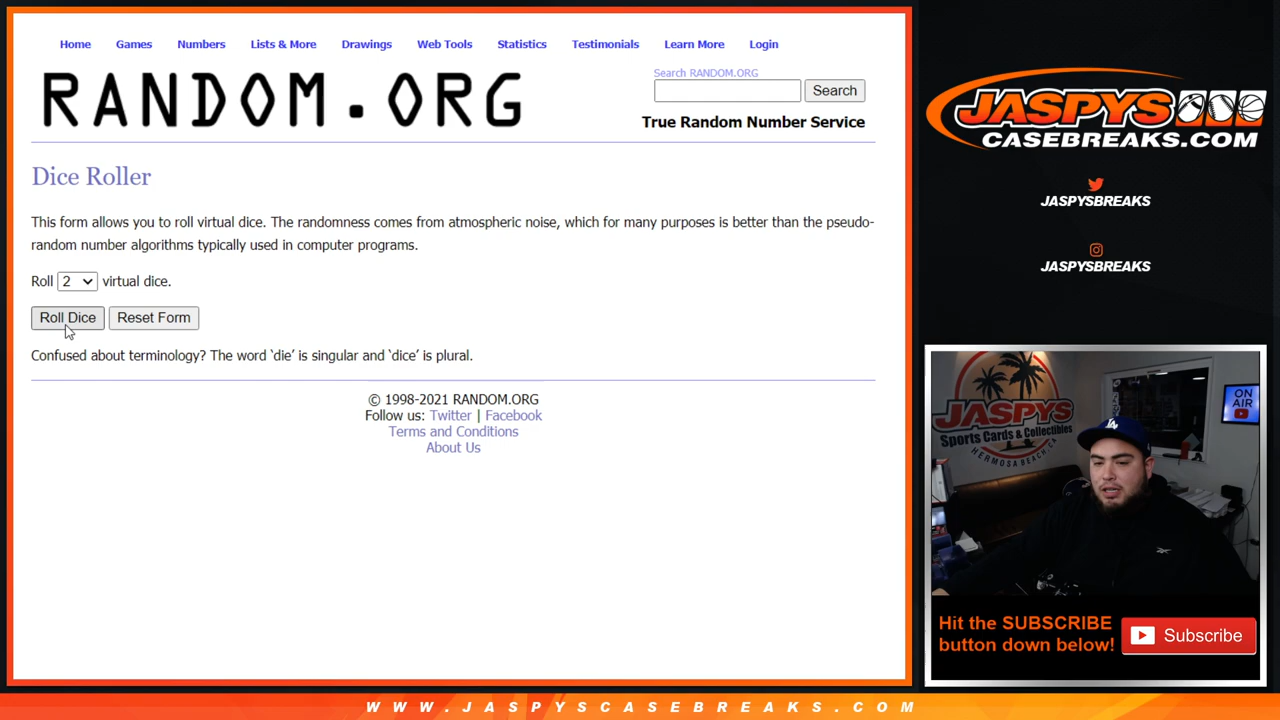 Home Games Numbers Lists & More Drawings Web Tools Statistics Testimonials Learn More Login
RANDOM.ORG
Search RANDOM.ORG
Search
True Random Number Service
Dice Roller
This form allows you to roll virtual dice. The randomness comes from atmospheric noise, which for many purposes is better than the pseudo-
random number algorithms typically used in computer programs.
Roll 2 virtual dice.
Roll Dice Reset Form
Confused about terminology? The word ‘die’ is singular and ‘dice’ is plural.
© 1998-2021 RANDOM.ORG
Follow us: Twitter | Facebook
Terms and Conditions
About Us
JASPYS
CASEBREAKS.COM
JASPYSBREAKS
JASPYSBREAKS
JASPYS
Sports Cards & Collectibles
HERMOSA BEACH, CA
ON
AIR
LA
Hit the SUBSCRIBE
button down below!
Subscribe
WWW.JASPYSCASEBREAKS.COM